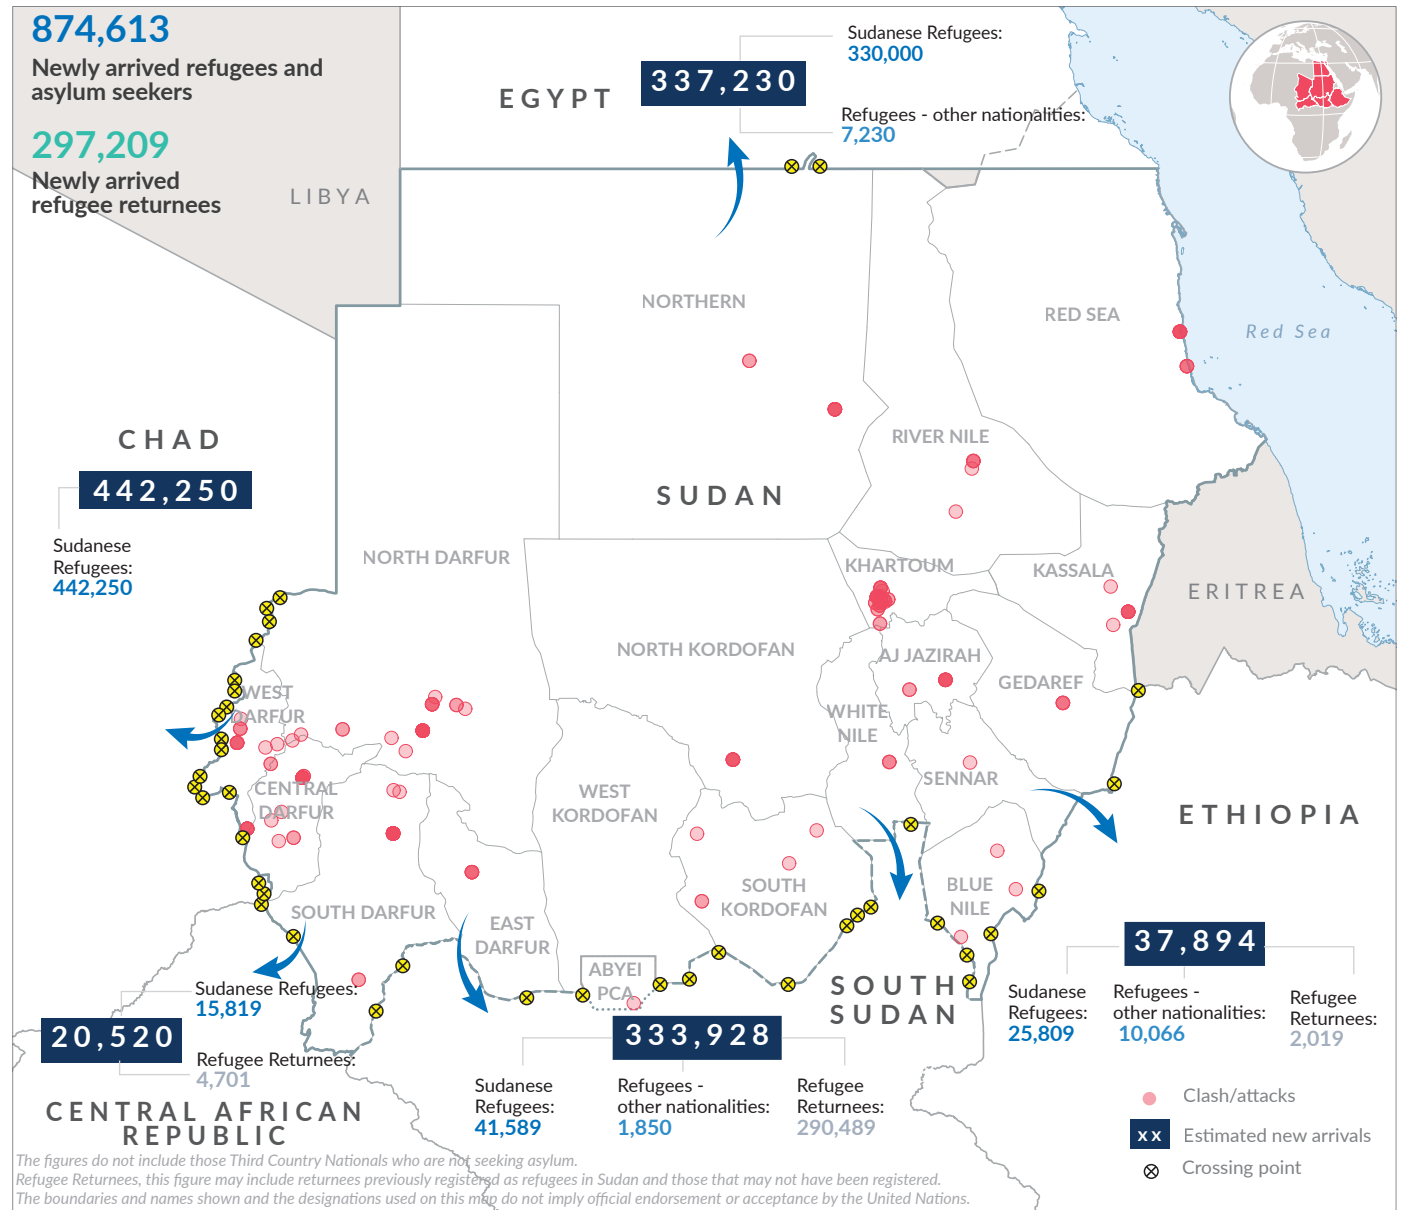 874,613
Newly arrived refugees and
asylum seekers
297,209
Newly arrived
refugee returnees
LIBYA
EGYPT
337,230
Sudanese Refugees:
330,000
Refugees - other nationalities:
7,230
NORTHERN
RED SEA
Red Sea
CHAD
442,250
Sudanese
Refugees:
442,250
RIVER NILE
SUDAN
NORTH DARFUR
KHARTOUM
KASSALA
ERITREA
NORTH KORDOFAN
AJ JAZIRAH
GEDAREF
WEST
DARFUR
WHITE
NILE
SENNAR
CENTRAL
DARFUR
WEST
KORDOFAN
ETHIOPIA
SOUTH
KORDOFAN
BLUE
NILE
SOUTH DARFUR
EAST
DARFUR
ABYEI
PCA
SOUTH
SUDAN
37,894
Sudanese
Refugees:
25,809
Refugees -
other nationalities:
10,066
Refugee
Returnees:
2,019
Sudanese Refugees:
15,819
20,520
Refugee Returnees:
4,701
CENTRAL AFRICAN
REPUBLIC
333,928
Sudanese
Refugees:
41,589
Refugees -
other nationalities:
1,850
Refugee
Returnees:
290,489
Clash/attacks
xx Estimated new arrivals
Crossing point
The figures do not include those Third Country Nationals who are not seeking asylum.
Refugee Returnees, this figure may include returnees previously registered as refugees in Sudan and those that may not have been registered.
The boundaries and names shown and the designations used on this map do not imply official endorsement or acceptance by the United Nations.